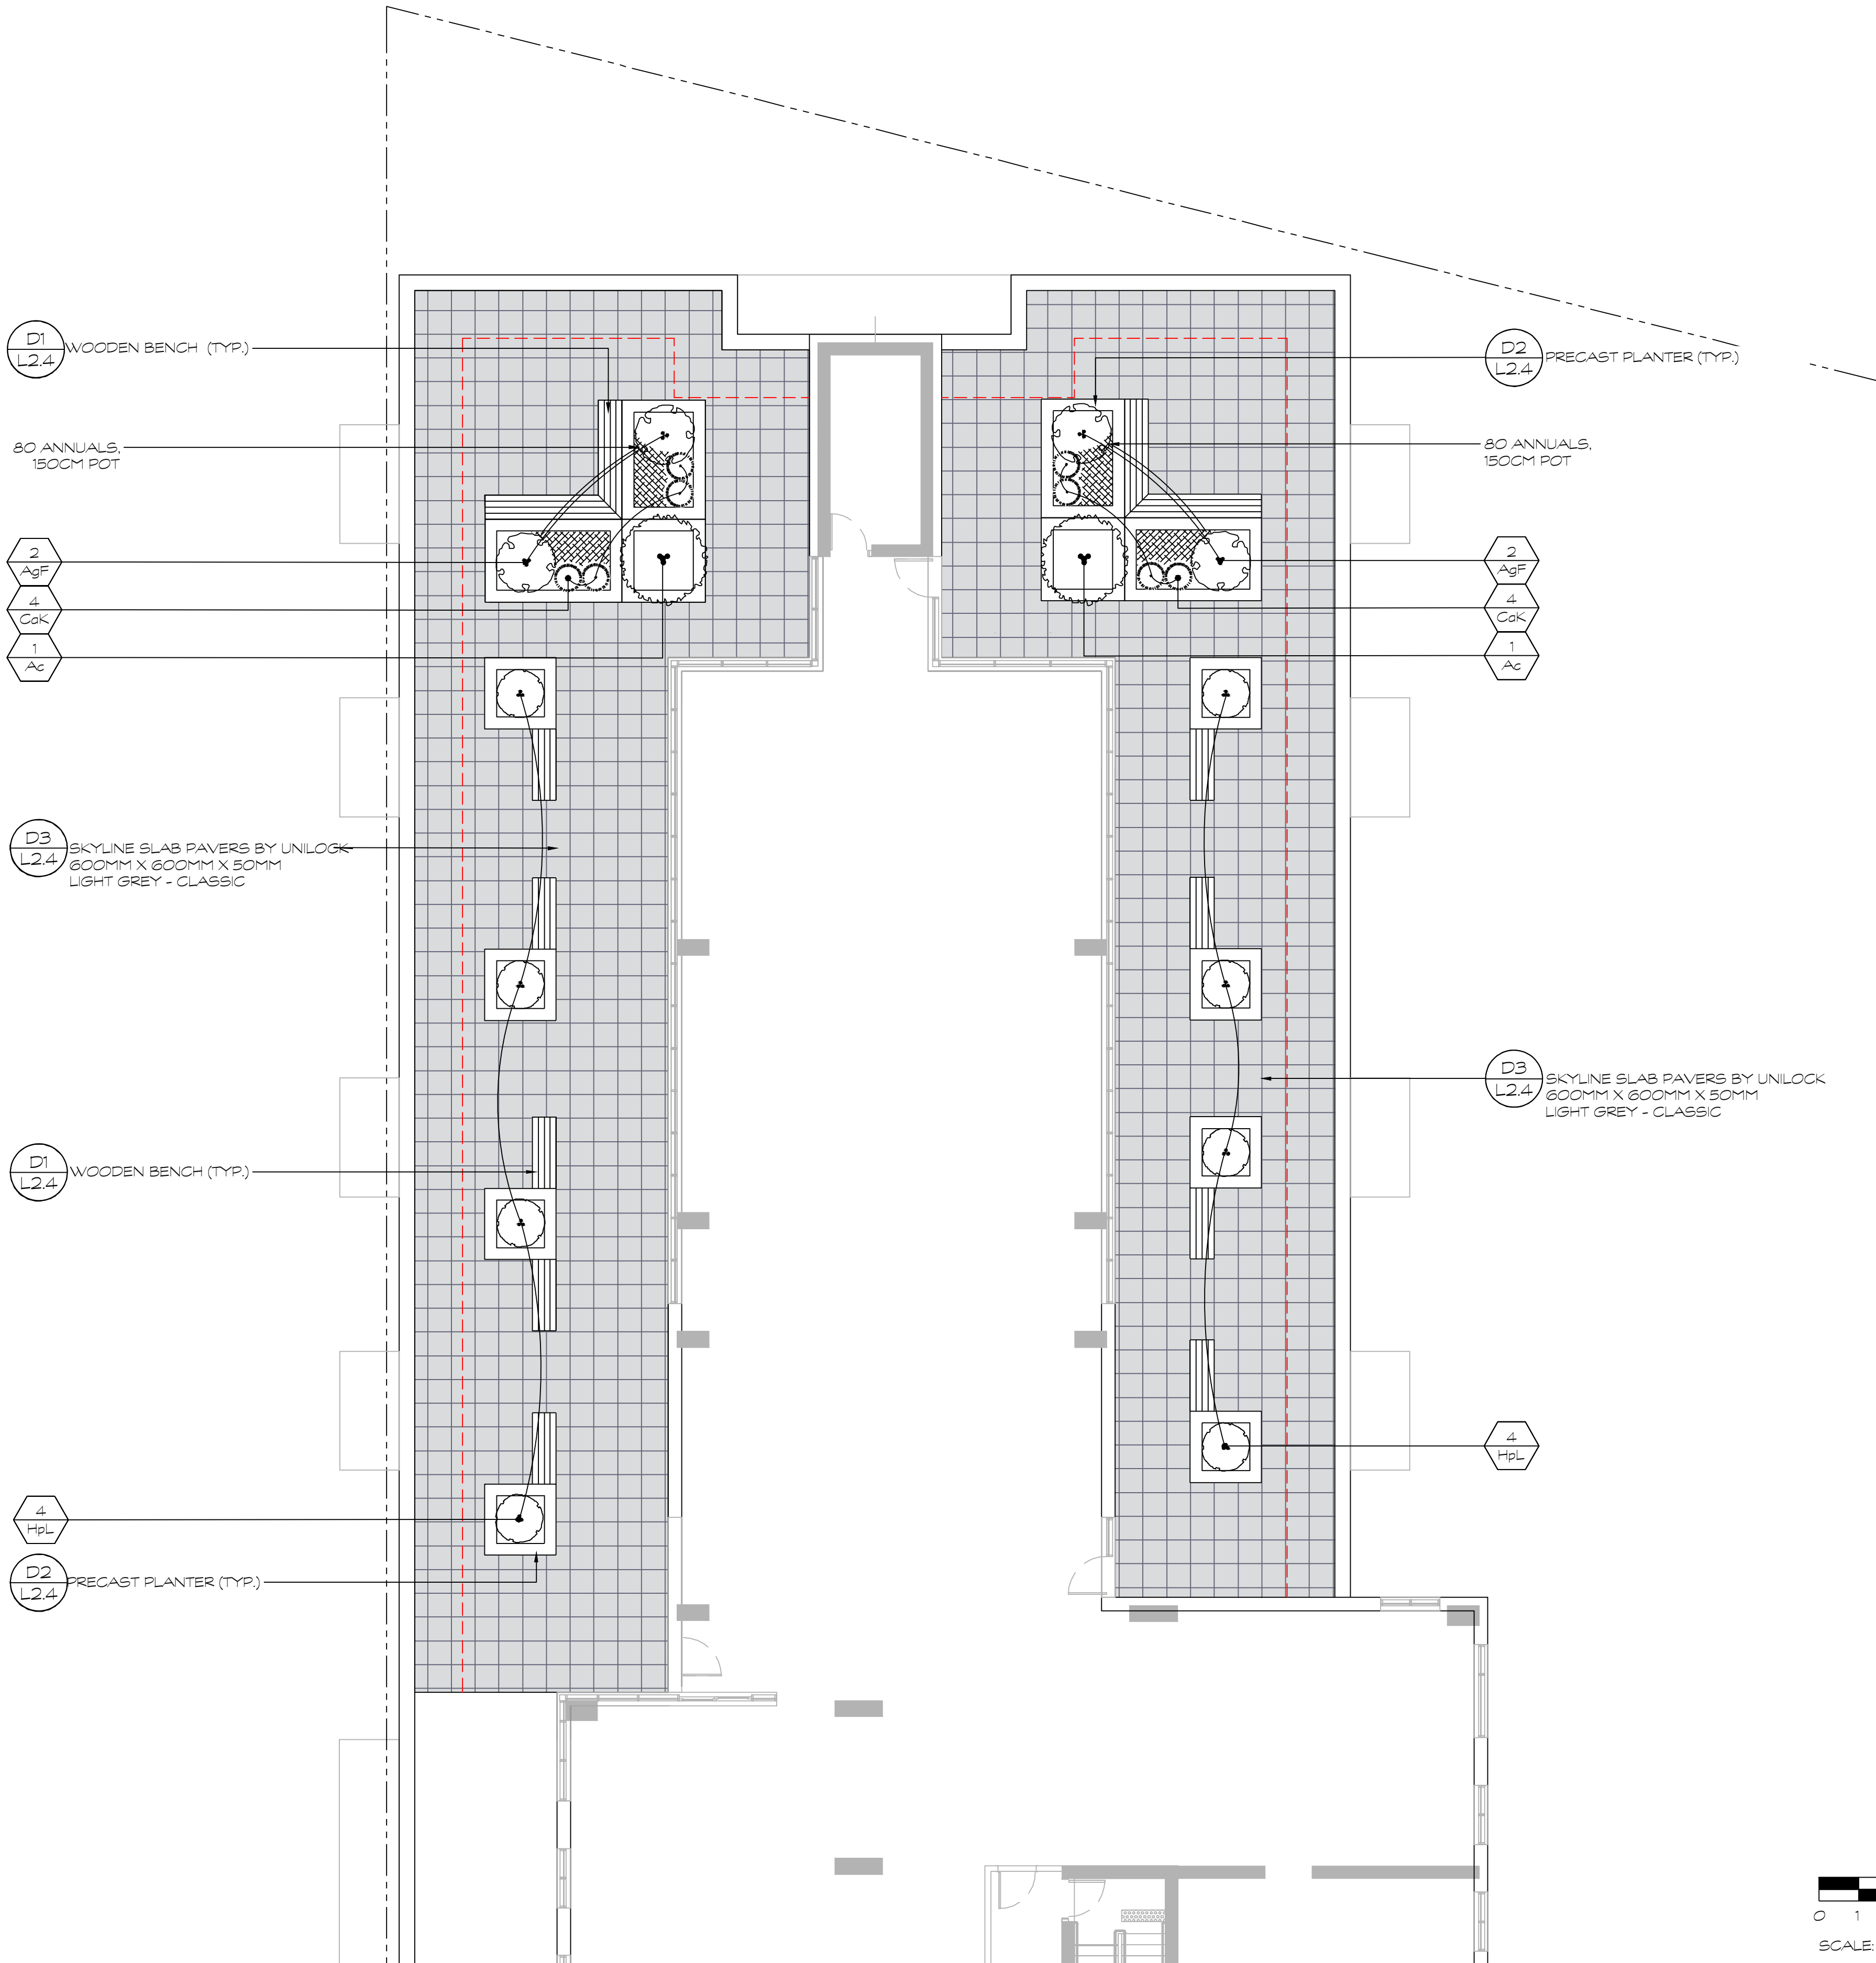 D1
L2.4
WOODEN BENCH (TYP.)
80 ANNUALS,
150CM POT
2
AgF
4
CaK
1
Ac
D3
L2.4
SKYLINE SLAB PAVERS BY UNILOCK
600MM X 600MM X 50MM
LIGHT GREY - CLASSIC
D1
L2.4
WOODEN BENCH (TYP.)
4
HpL
D2
L2.4
PRECAST PLANTER (TYP.)
D2
L2.4
PRECAST PLANTER (TYP.)
80 ANNUALS,
150CM POT
2
AgF
4
CaK
1
Ac
D3
L2.4
SKYLINE SLAB PAVERS BY UNILOCK
600MM X 600MM X 50MM
LIGHT GREY - CLASSIC
4
HpL
0 1
SCALE: